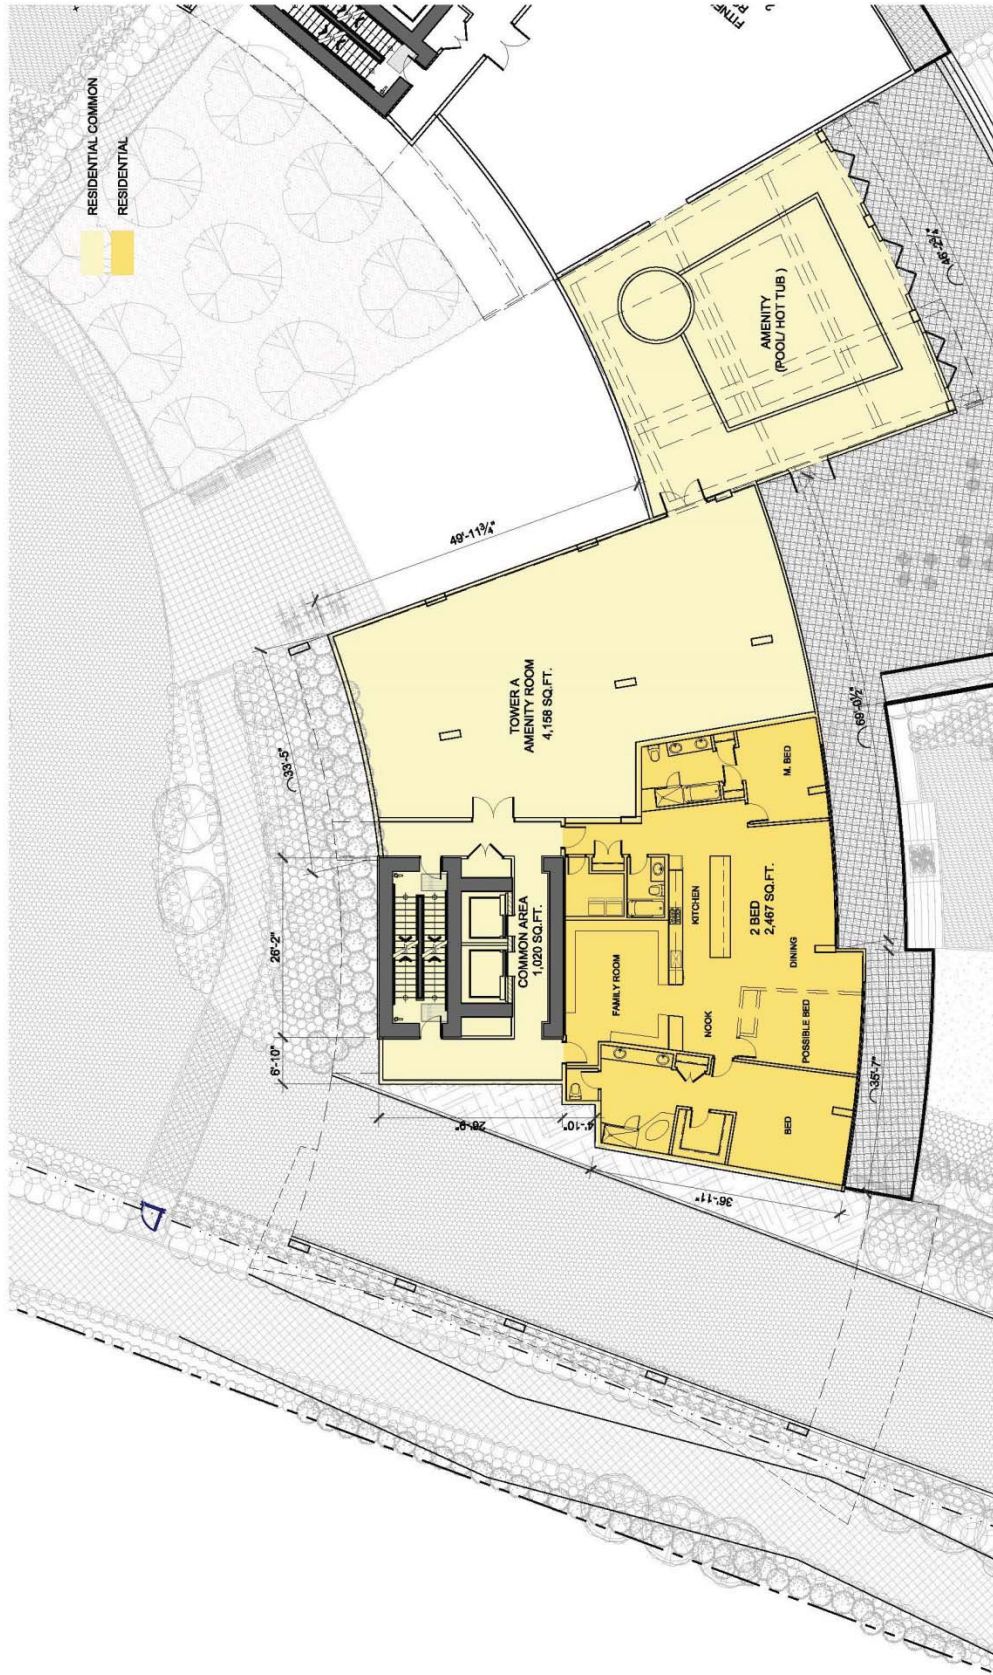 RESIDENTIAL COMMON
RESIDENTIAL
AMENITY
(POOL/ HOT TUB )
46'-2¾"
49'-11¾"
TOWER A
AMENITY ROOM
4,158 SQ.FT.
33'-5"
69'-0½"
M. BED
26'-2"
COMMON AREA
1,020 SQ.FT.
KITCHEN
2 BED
2,467 SQ.FT.
DINING
FAMILY ROOM
NOOK
POSSIBLE BED
6'-10"
28'-9"
4'-10"
BED
35'-7"
36'-11"